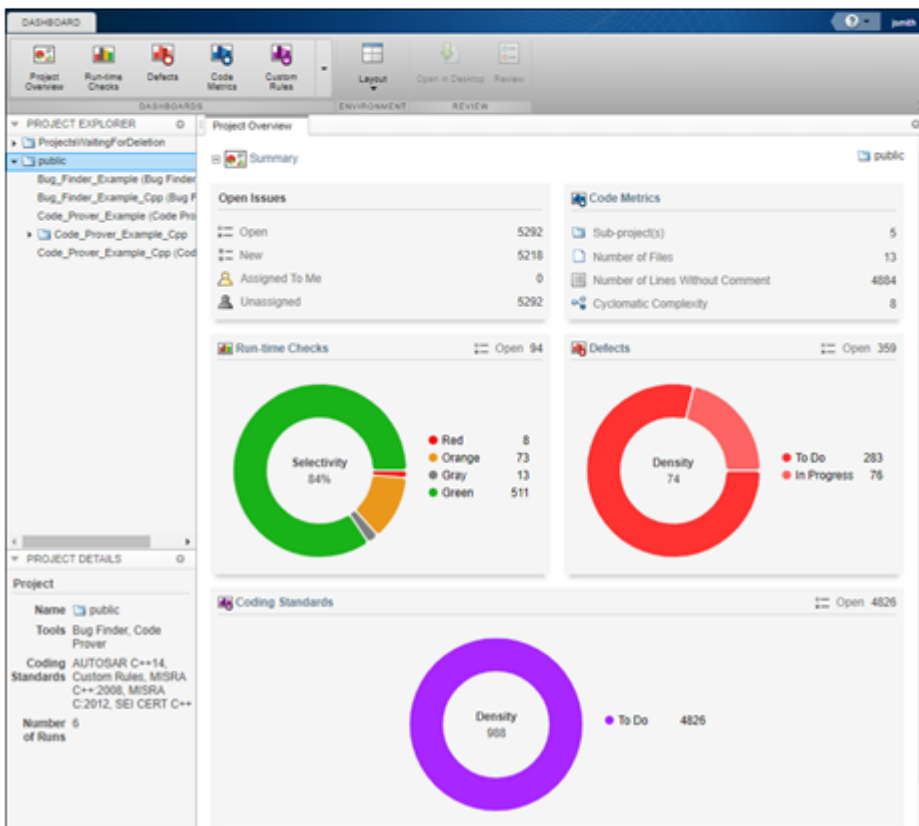 DASHBOARD
jsmith
Project Overview
Run-time Checks
Defects
Code Metrics
Custom Rules
Layout
Open in Desktop
Review
DASHBOARDS
ENVIRONMENT
REVIEW
PROJECT EXPLORER
ProjectsWaitingForDeletion
public
Bug_Finder_Example (Bug Finder
Bug_Finder_Example_Cpp (Bug F
Code_Prover_Example (Code Pro
Code_Prover_Example_Cpp
Code_Prover_Example_Cpp (Cod
PROJECT DETAILS
Project
Name public
Tools Bug Finder, Code
Prover
Coding AUTOSAR C++14,
Standards Custom Rules, MISRA
C++:2008, MISRA
C:2012, SEI CERT C++
Number 6
of Runs
Project Overview
Summary
public
Open Issues
Open 5292
New 5218
Assigned To Me 0
Unassigned 5292
Code Metrics
Sub-project(s) 5
Number of Files 13
Number of Lines Without Comment 4884
Cyclomatic Complexity 8
Run-time Checks Open 94
Selectivity
84%
Red 8
Orange 73
Gray 13
Green 511
Defects Open 359
Density
74
To Do 283
In Progress 76
Coding Standards Open 4826
Density
988
To Do 4826